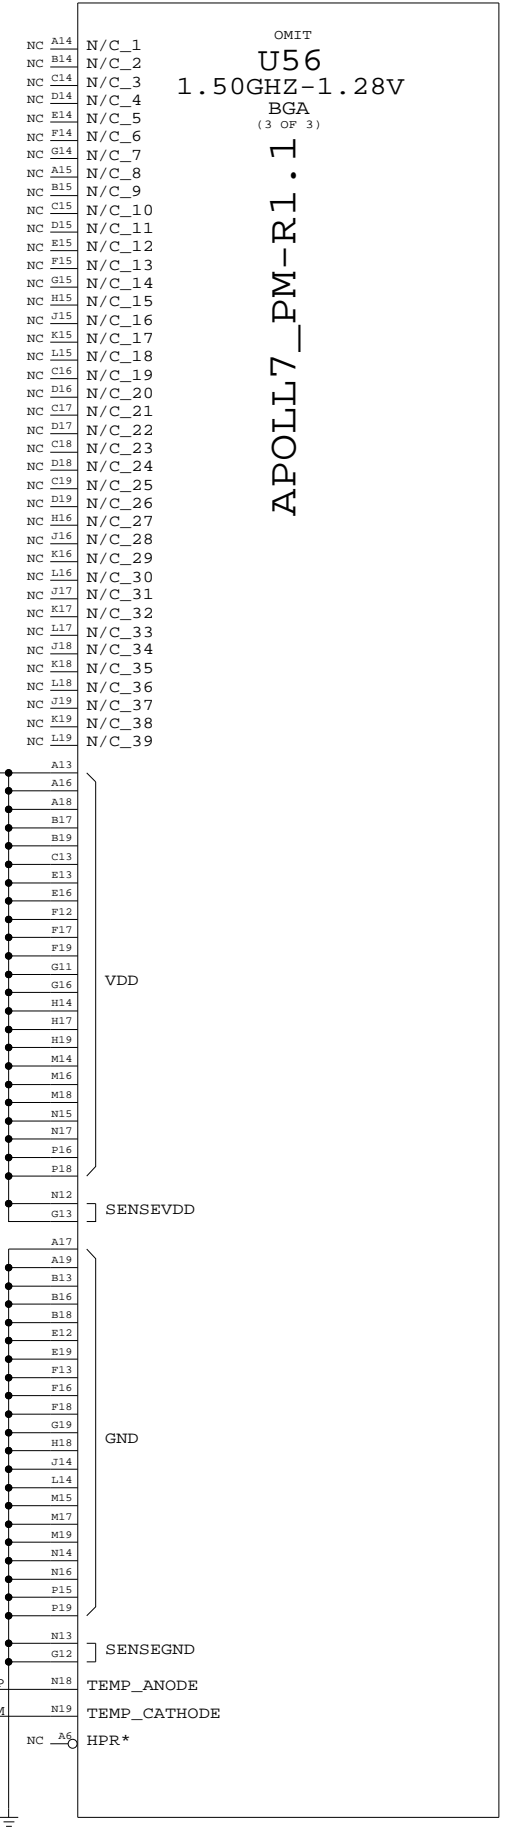 OMIT
U56
1.50GHZ-1.28V
BGA
(3 OF 3)
APOLL7_PM-R1.1
NC A14 N/C_1
NC B14 N/C_2
NC C14 N/C_3
NC D14 N/C_4
NC E14 N/C_5
NC F14 N/C_6
NC G14 N/C_7
NC A15 N/C_8
NC B15 N/C_9
NC C15 N/C_10
NC D15 N/C_11
NC E15 N/C_12
NC F15 N/C_13
NC G15 N/C_14
NC H15 N/C_15
NC J15 N/C_16
NC K15 N/C_17
NC L15 N/C_18
NC C16 N/C_19
NC D16 N/C_20
NC C17 N/C_21
NC D17 N/C_22
NC C18 N/C_23
NC D18 N/C_24
NC C19 N/C_25
NC D19 N/C_26
NC H16 N/C_27
NC J16 N/C_28
NC K16 N/C_29
NC L16 N/C_30
NC J17 N/C_31
NC K17 N/C_32
NC L17 N/C_33
NC J18 N/C_34
NC K18 N/C_35
NC L18 N/C_36
NC J19 N/C_37
NC K19 N/C_38
NC L19 N/C_39
A13
A16
A18
B17
B19
C13
E13
E16
F12
F17
F19
G11
G16
VDD
H14
H17
H19
M14
M16
M18
N15
N17
P16
P18
N12
G13
SENSEVDD
A17
A19
B13
B16
B18
E12
E19
F13
F16
F18
G19
H18
GND
J14
L14
M15
M17
M19
N14
N16
P15
P19
N13
G12
SENSEGND
P N18 TEMP_ANODE
M N19 TEMP_CATHODE
NC A6 HPR*